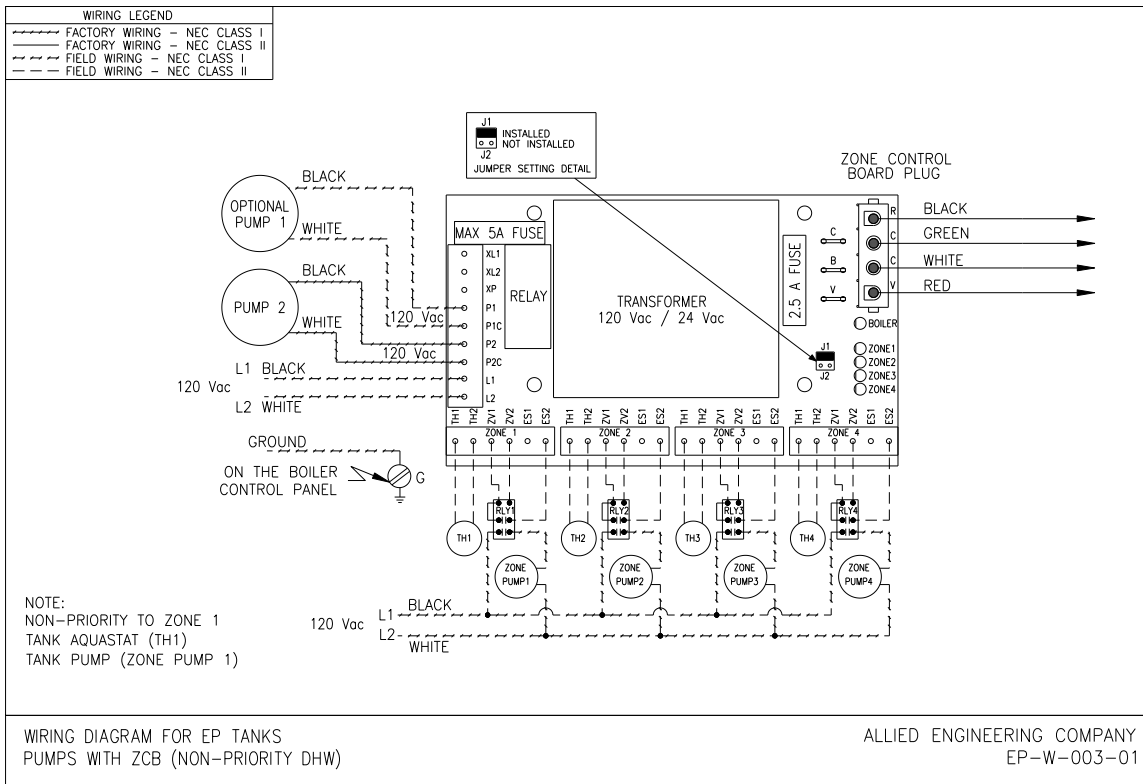 WIRING LEGEND
FACTORY WIRING – NEC CLASS I
FACTORY WIRING – NEC CLASS II
FIELD WIRING – NEC CLASS I
FIELD WIRING – NEC CLASS II
J1
INSTALLED
NOT INSTALLED
J2
JUMPER SETTING DETAIL
ZONE CONTROL
BOARD PLUG
OPTIONAL
PUMP 1
BLACK
WHITE
PUMP 2
BLACK
WHITE
120 Vac
120 Vac
L1 BLACK
120 Vac
L2 WHITE
GROUND
ON THE BOILER
CONTROL PANEL
G
MAX 5A FUSE
XL1
XL2
XP
P1
P1C
P2
P2C
L1
L2
RELAY
TRANSFORMER
120 Vac / 24 Vac
2.5 A FUSE
C
B
V
R
C
C
V
BLACK
GREEN
WHITE
RED
BOILER
ZONE1
ZONE2
ZONE3
ZONE4
J1
J2
TH1 TH2 ZV1 ZV2 ES1 ES2
ZONE 1
TH1 TH2 ZV1 ZV2 ES1 ES2
ZONE 2
TH1 TH2 ZV1 ZV2 ES1 ES2
ZONE 3
TH1 TH2 ZV1 ZV2 ES1 ES2
ZONE 4
RLY1
RLY2
RLY3
RLY4
TH1
TH2
TH3
TH4
ZONE
PUMP1
ZONE
PUMP2
ZONE
PUMP3
ZONE
PUMP4
120 Vac
L1
BLACK
L2
WHITE
NOTE:
NON–PRIORITY TO ZONE 1
TANK AQUASTAT (TH1)
TANK PUMP (ZONE PUMP 1)
WIRING DIAGRAM FOR EP TANKS
PUMPS WITH ZCB (NON–PRIORITY DHW)
ALLIED ENGINEERING COMPANY
EP–W–003–01